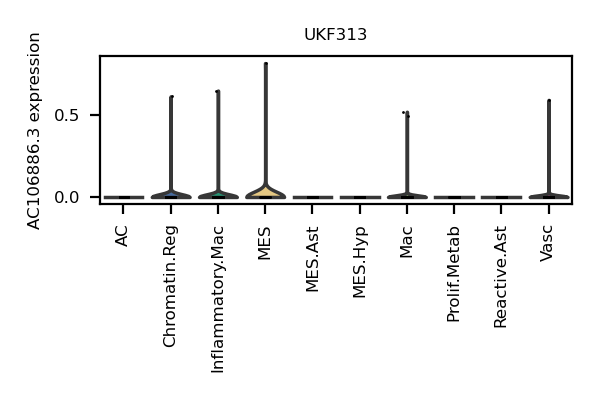 UKF313
AC106886.3 expression
0.5
0.0
AC
Chromatin.Reg
Inflammatory.Mac
MES
MES.Ast
MES.Hyp
Mac
Prolif.Metab
Reactive.Ast
Vasc